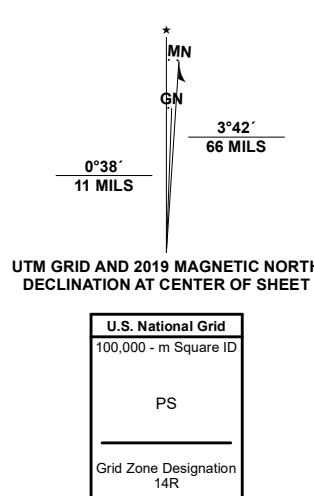 ★
MN
GN
3°42´
66 MILS
0°38´
11 MILS
UTM GRID AND 2019 MAGNETIC NORTH
DECLINATION AT CENTER OF SHEET
U.S. National Grid
100,000 - m Square ID
PS
Grid Zone Designation
14R